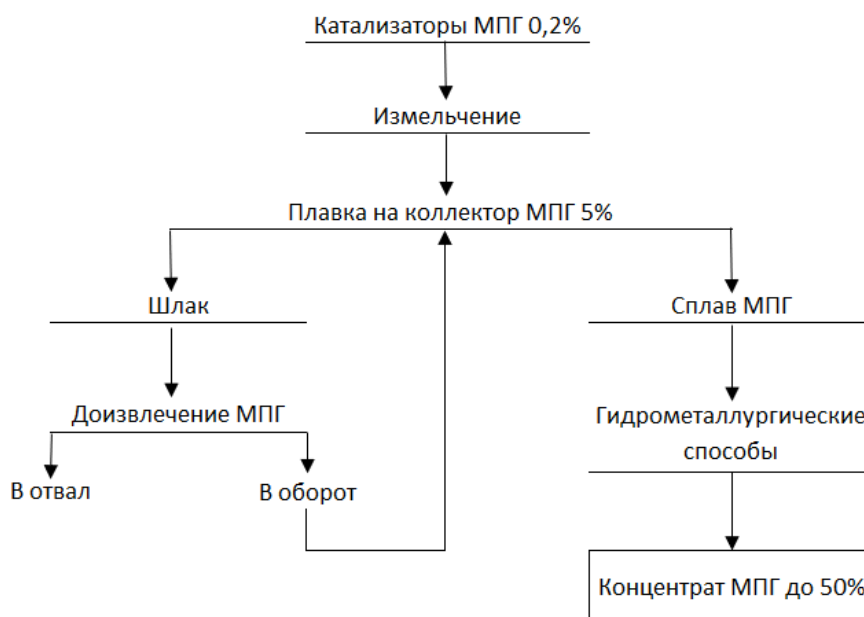 Катализаторы МПГ 0,2%
Измельчение
Плавка на коллектор МПГ 5%
Шлак
Сплав МПГ
Доизвлечение МПГ
Гидрометаллургические
способы
В отвал
В оборот
Концентрат МПГ до 50%